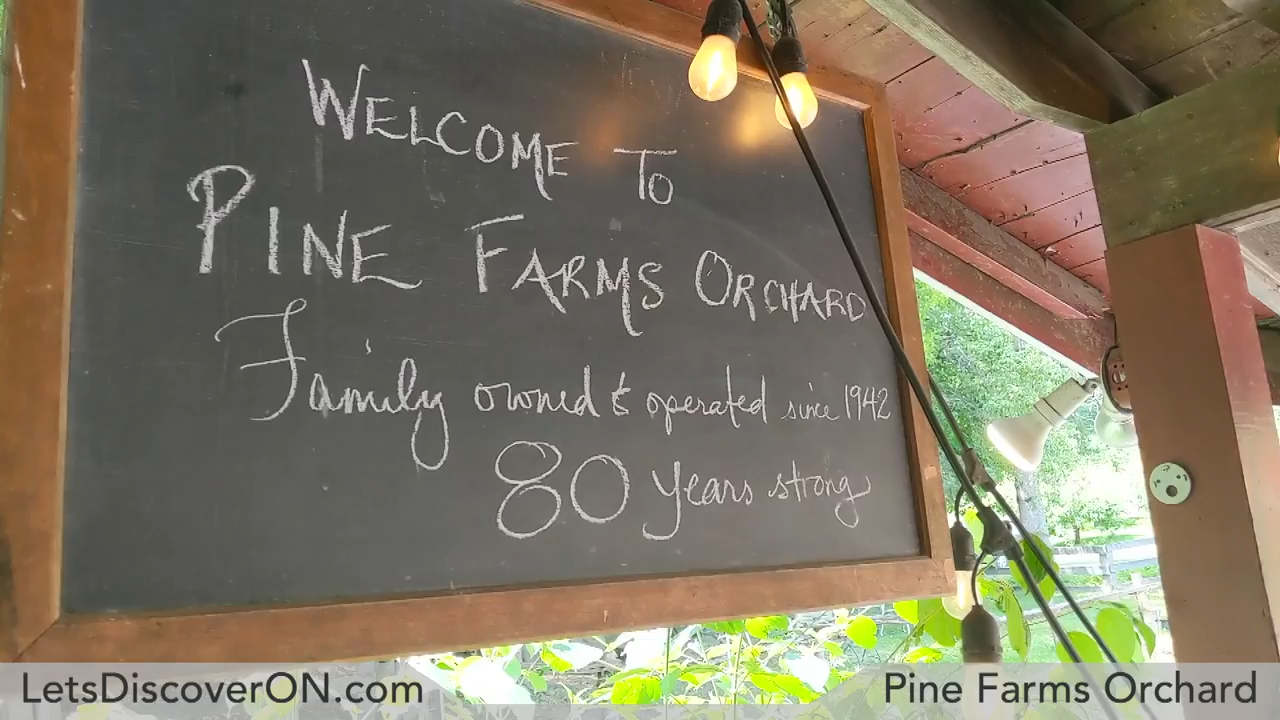 WELCOME TO
PINE FARMS ORCHARD
Family owned & operated since 1942
80 years strong
LetsDiscoverON.com
Pine Farms Orchard